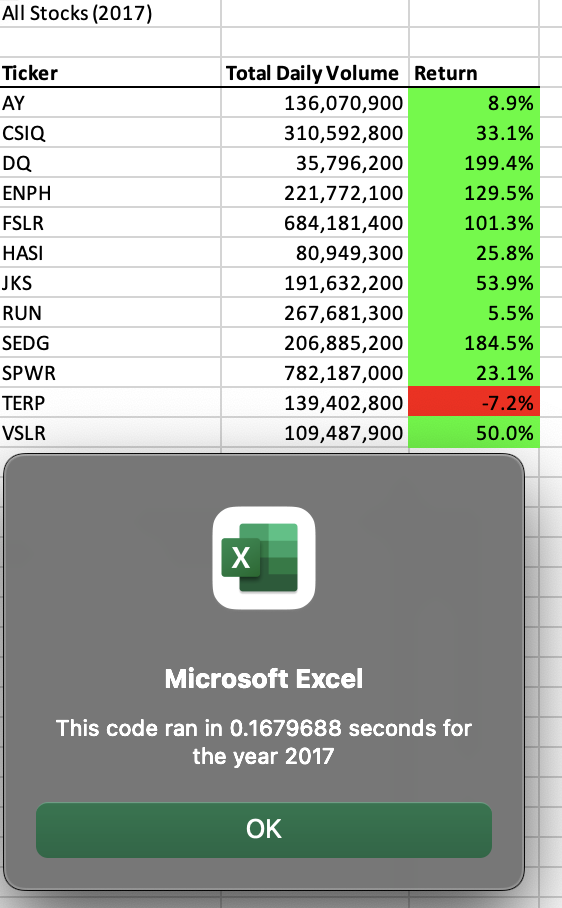 All Stocks (2017)
Ticker Total Daily Volume Return
AY 136,070,900 8.9%
CSIQ 310,592,800 33.1%
DQ 35,796,200 199.4%
ENPH 221,772,100 129.5%
FSLR 684,181,400 101.3%
HASI 80,949,300 25.8%
JKS 191,632,200 53.9%
RUN 267,681,300 5.5%
SEDG 206,885,200 184.5%
SPWR 782,187,000 23.1%
TERP 139,402,800 -7.2%
VSLR 109,487,900 50.0%
X
Microsoft Excel
This code ran in 0.1679688 seconds for
the year 2017
OK